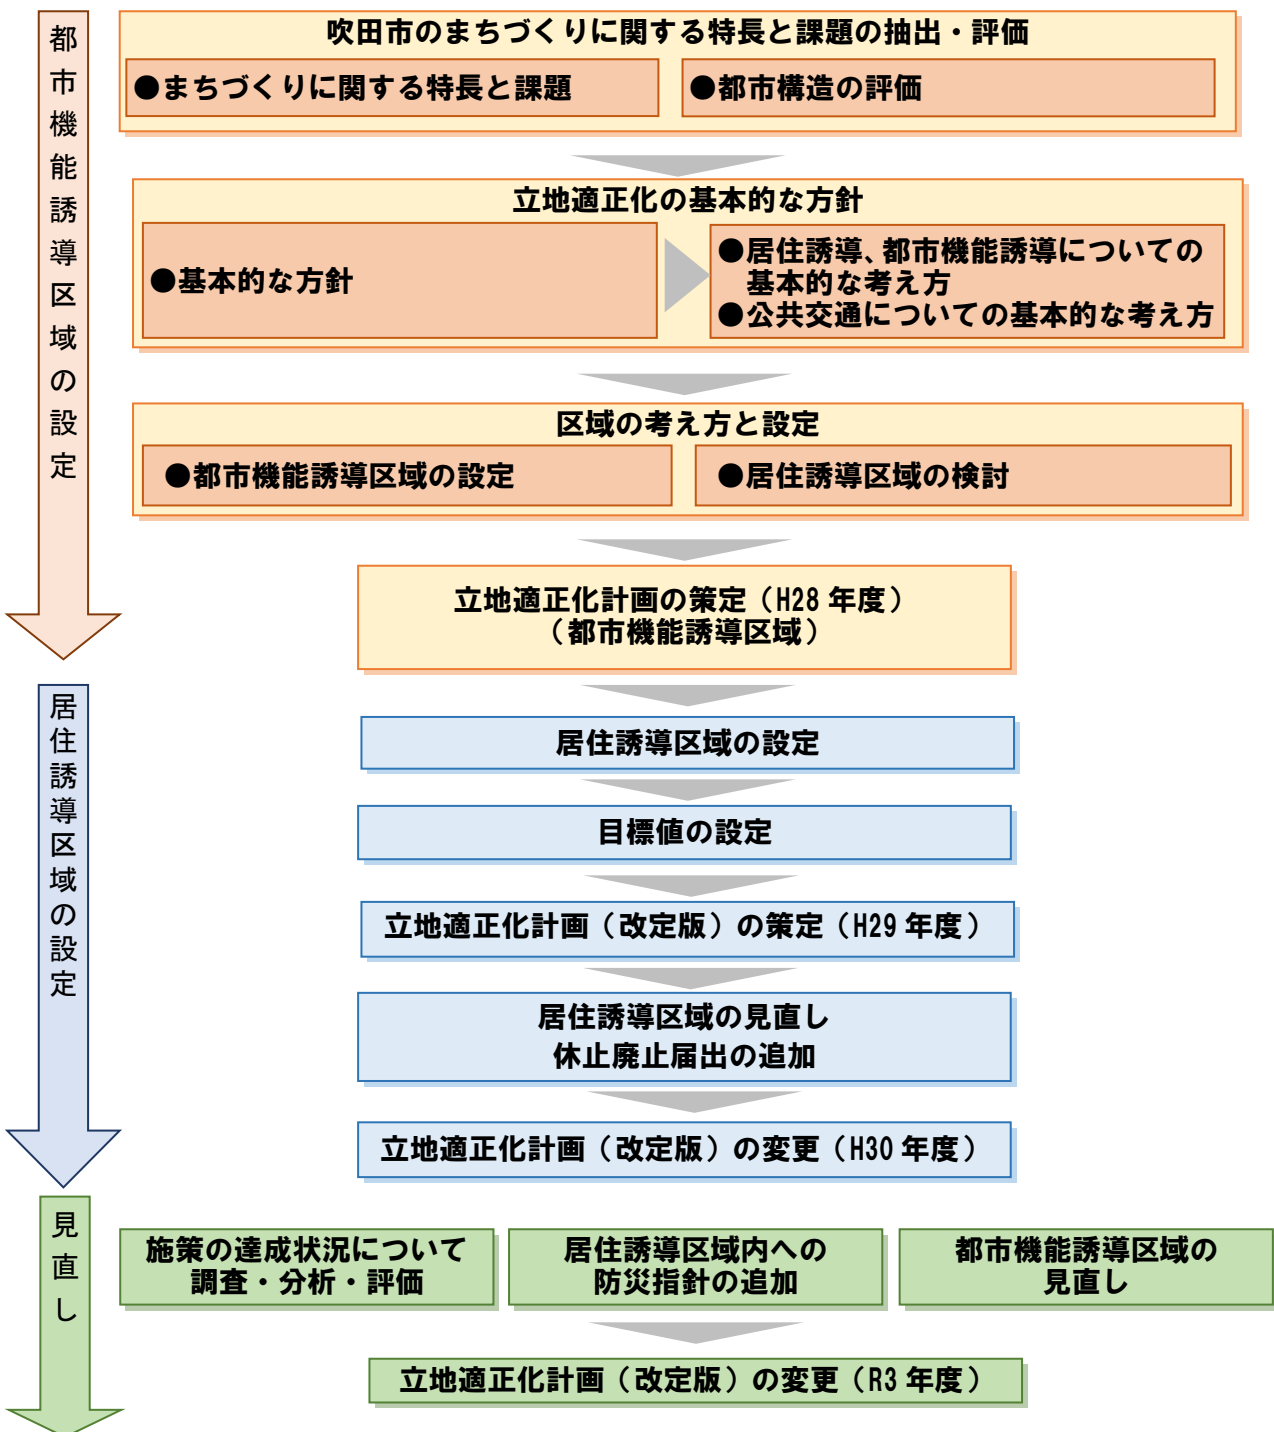 都市機能誘導区域の設定
吹田市のまちづくりに関する特長と課題の抽出・評価
●まちづくりに関する特長と課題
●都市構造の評価
立地適正化の基本的な方針
●基本的な方針
●居住誘導、都市機能誘導についての
基本的な考え方
●公共交通についての基本的な考え方
区域の考え方と設定
●都市機能誘導区域の設定
●居住誘導区域の検討
立地適正化計画の策定（H28 年度）
（都市機能誘導区域）
居住誘導区域の設定
居住誘導区域の設定
目標値の設定
立地適正化計画（改定版）の策定（H29 年度）
居住誘導区域の見直し
休止廃止届出の追加
立地適正化計画（改定版）の変更（H30 年度）
見直し
施策の達成状況について
調査・分析・評価
居住誘導区域内への
防災指針の追加
都市機能誘導区域の
見直し
立地適正化計画（改定版）の変更（R3 年度）